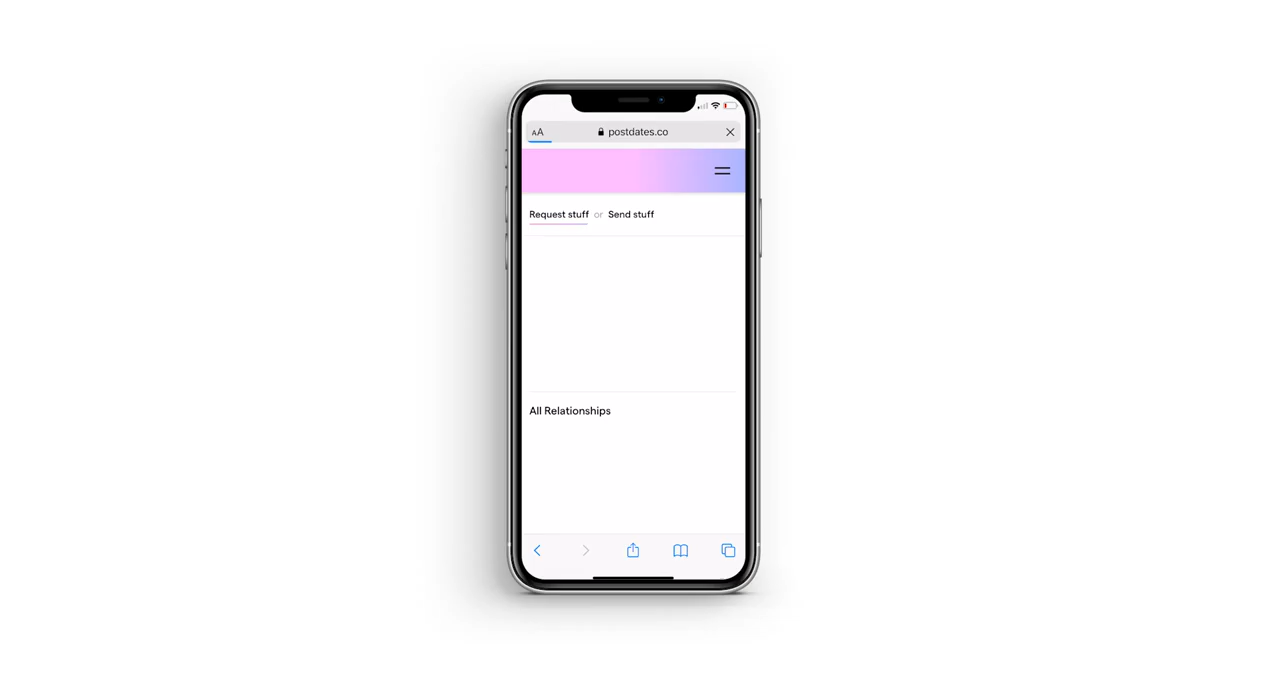 AA postdates.co
Request stuff or Send stuff
All Relationships